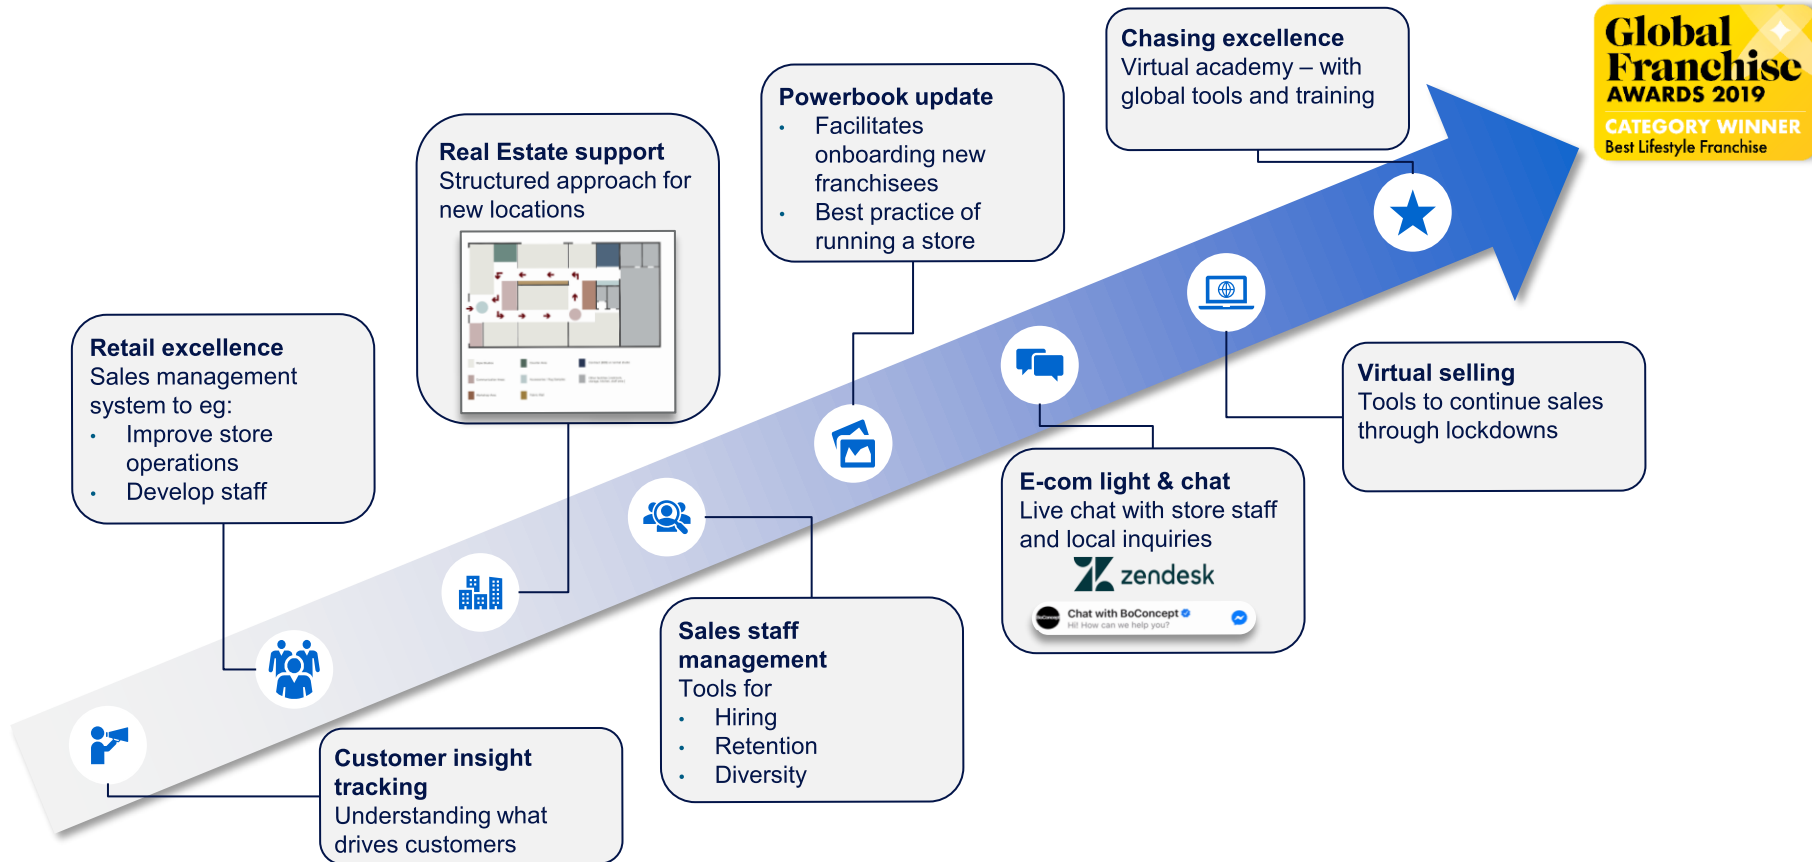 Global
Franchise
AWARDS 2019
CATEGORY WINNER
Best Lifestyle Franchise
Chasing excellence
Virtual academy – with
global tools and training
Powerbook update
• Facilitates
onboarding new
franchisees
• Best practice of
running a store
Real Estate support
Structured approach for
new locations
Retail excellence
Sales management
system to eg:
• Improve store
operations
• Develop staff
Virtual selling
Tools to continue sales
through lockdowns
E-com light & chat
Live chat with store staff
and local inquiries
zendesk
Chat with BoConcept
Hi! How can we help you?
Sales staff
management
Tools for
• Hiring
• Retention
• Diversity
Customer insight
tracking
Understanding what
drives customers